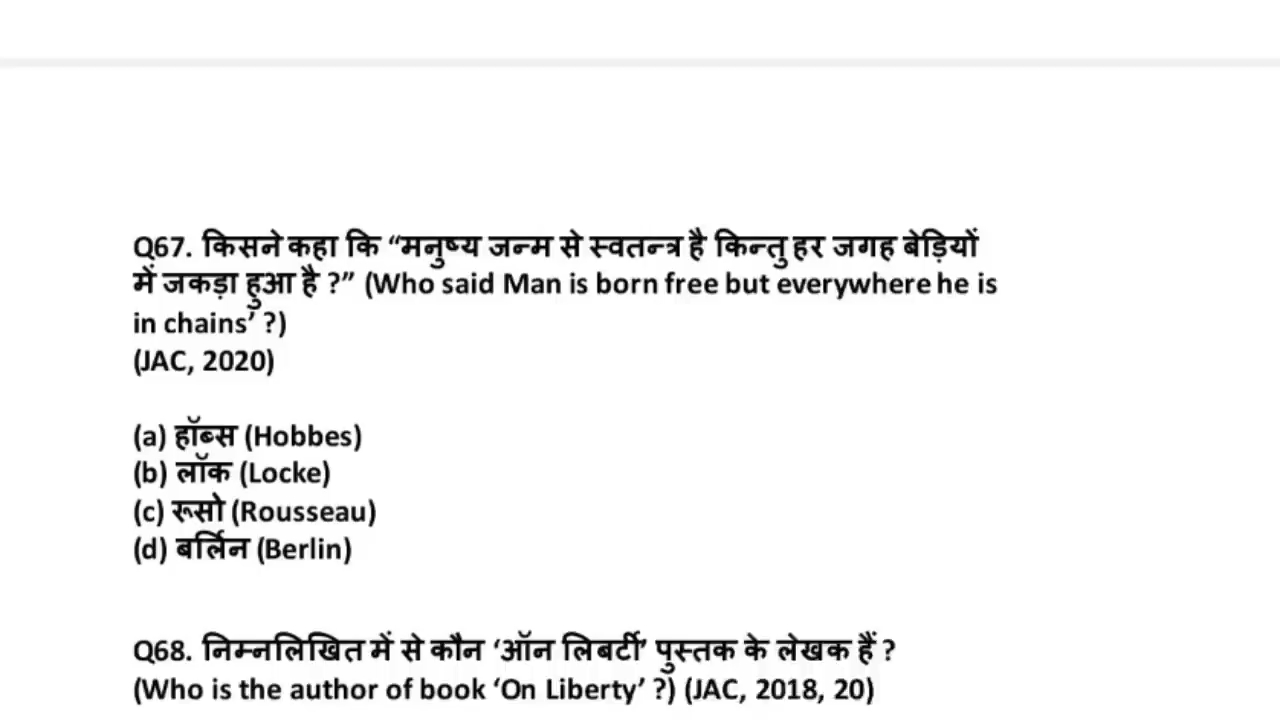 Q67. किसने कहा कि “मनुष्य जन्म से स्वतन्त्र है किन्तु हर जगह बेड़ियों
में जकड़ा हुआ है ?” (Who said Man is born free but everywhere he is
in chains’ ?)
(JAC, 2020)
(a) हॉब्स (Hobbes)
(b) लॉक (Locke)
(c) रूसो (Rousseau)
(d) बर्लिन (Berlin)
Q68. निम्नलिखित में से कौन ‘ऑन लिबर्टी’ पुस्तक के लेखक हैं ?
(Who is the author of book ‘On Liberty’ ?) (JAC, 2018, 20)